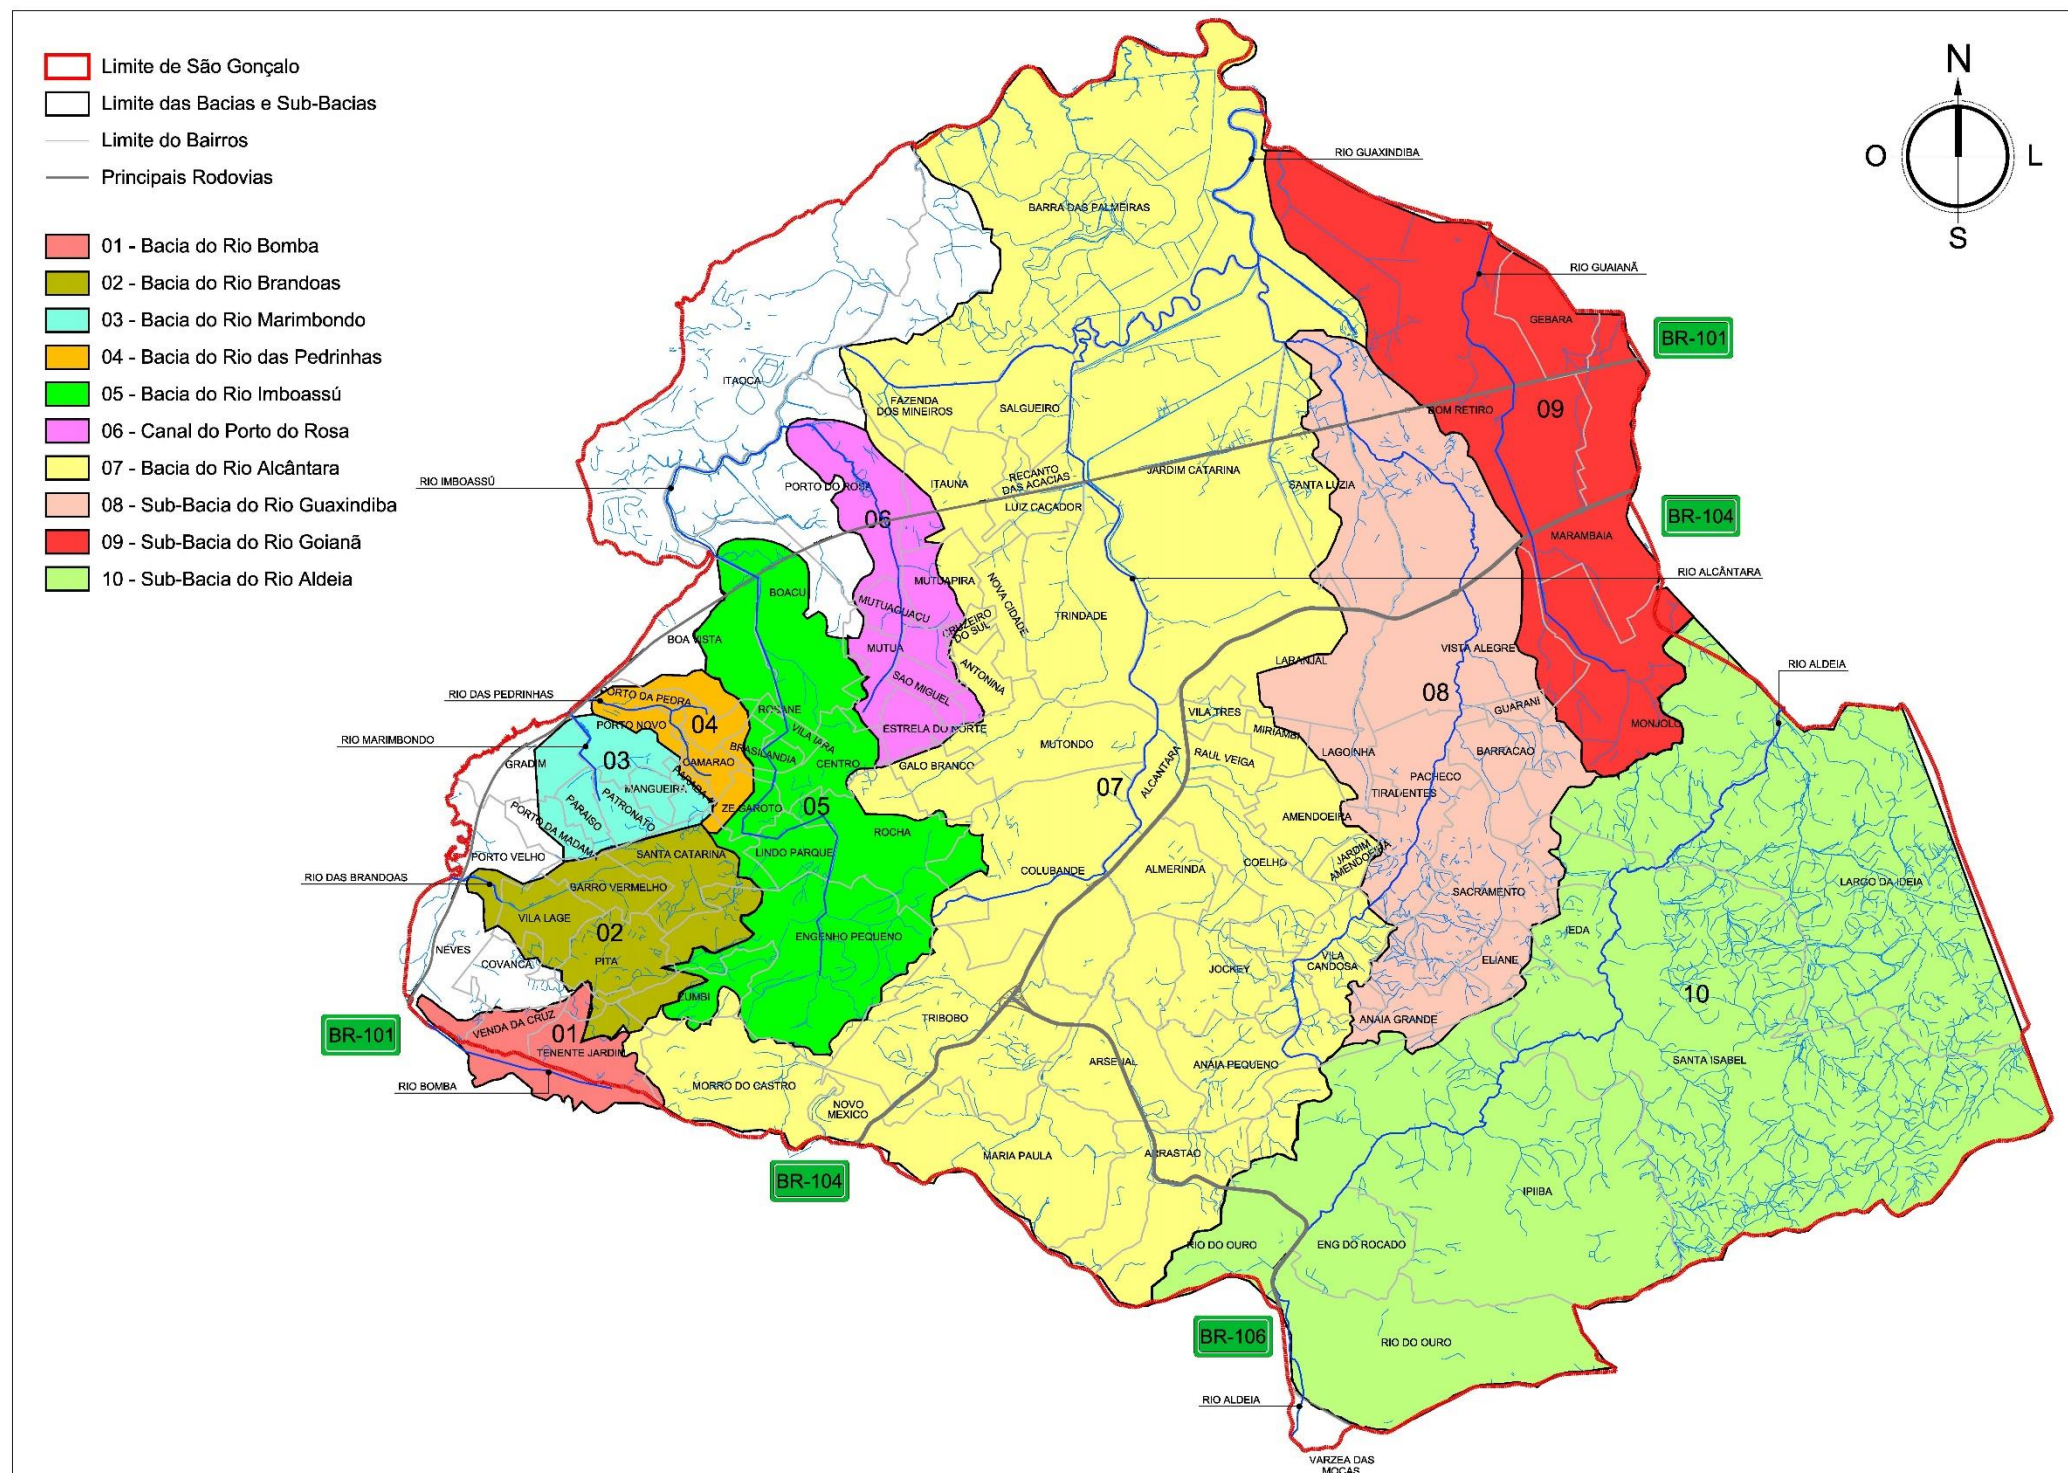 Limite de São Gonçalo
Limite das Bacias e Sub-Bacias
Limite do Bairros
Principais Rodovias
01 - Bacia do Rio Bomba
02 - Bacia do Rio Brandoas
03 - Bacia do Rio Marimbondo
04 - Bacia do Rio das Pedrinhas
05 - Bacia do Rio Imboassú
06 - Canal do Porto do Rosa
07 - Bacia do Rio Alcântara
08 - Sub-Bacia do Rio Guaxindiba
09 - Sub-Bacia do Rio Goianã
10 - Sub-Bacia do Rio Aldeia
N
O
L
S
RIO GUAXINDIBA
BARRA DAS PALMEIRAS
RIO GUAIANÃ
GEBARA
BR-101
ITAOCA
FAZENDA
DOS MINEIROS
SALGUEIRO
BOM RETIRO
09
JARDIM CATARINA
RECANTO
DAS ACACIAS
ITAUNA
PORTO DO ROSA
SANTA LUZIA
RIO IMBOASSÚ
LUIZ CACADOR
06
BR-104
MARAMBAIA
RIO ALCÂNTARA
MUTUAPIRA
NOVA CIDADE
BOACU
MUTUAGUAÇU
CRUZEIRO
DO SUL
TRINDADE
BOA VISTA
MUTUA
VISTA ALEGRE
LARANJAL
RIO ALDEIA
ANTONINA
SAO MIGUEL
08
RIO DAS PEDRINHAS
PORTO DA PEDRA
ROSANE
VILA TRES
GUARANI
PORTO NOVO
04
ESTRELA DO NORTE
MIRIAMBI
MONJOLO
RIO MARIMBONDO
VILA IARA
BRASILANDIA
MUTONDO
ALCANTARA
RAUL VEIGA
LAGOINHA
BARRACAO
GRADIM
03
CAMARAO
CENTRO
GALO BRANCO
PACHECO
MANGUEIRA
07
TIRADENTES
PARAISO
PATRONATO
ZE GAROTO
05
AMENDOEIRA
PORTO DA MADAMA
ROCHA
JARDIM
AMENDOEIRA
PORTO VELHO
SANTA CATARINA
LINDO PARQUE
COLUBANDE
ALMERINDA
COELHO
RIO DAS BRANDOAS
BARRO VERMELHO
SACRAMENTO
LARGO DA IDEIA
VILA LAGE
02
ENGENHO PEQUENO
IEDA
NEVES
COVANCA
PITA
JOCKEY
VILA
CANDOSA
ELIANE
ZUMBI
10
BR-101
VENDA DA CRUZ
01
TRIBOBO
ANAIA GRANDE
TENENTE JARDIM
ARSENAL
ANAIA PEQUENO
SANTA ISABEL
RIO BOMBA
MORRO DO CASTRO
NOVO
MEXICO
MARIA PAULA
ARRASTAO
BR-104
IPIIBA
RIO DO OURO
ENG DO ROCADO
BR-106
RIO DO OURO
RIO ALDEIA
VARZEA DAS
MOCAS